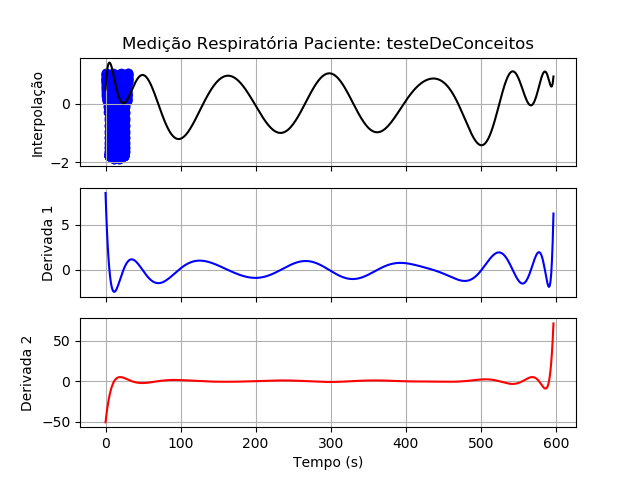 Medição Respiratória Paciente: testeDeConceitos
Interpolação
0
−2
Derivada 1
5
0
Derivada 2
50
0
−50
0
100
200
300
400
500
600
Tempo (s)